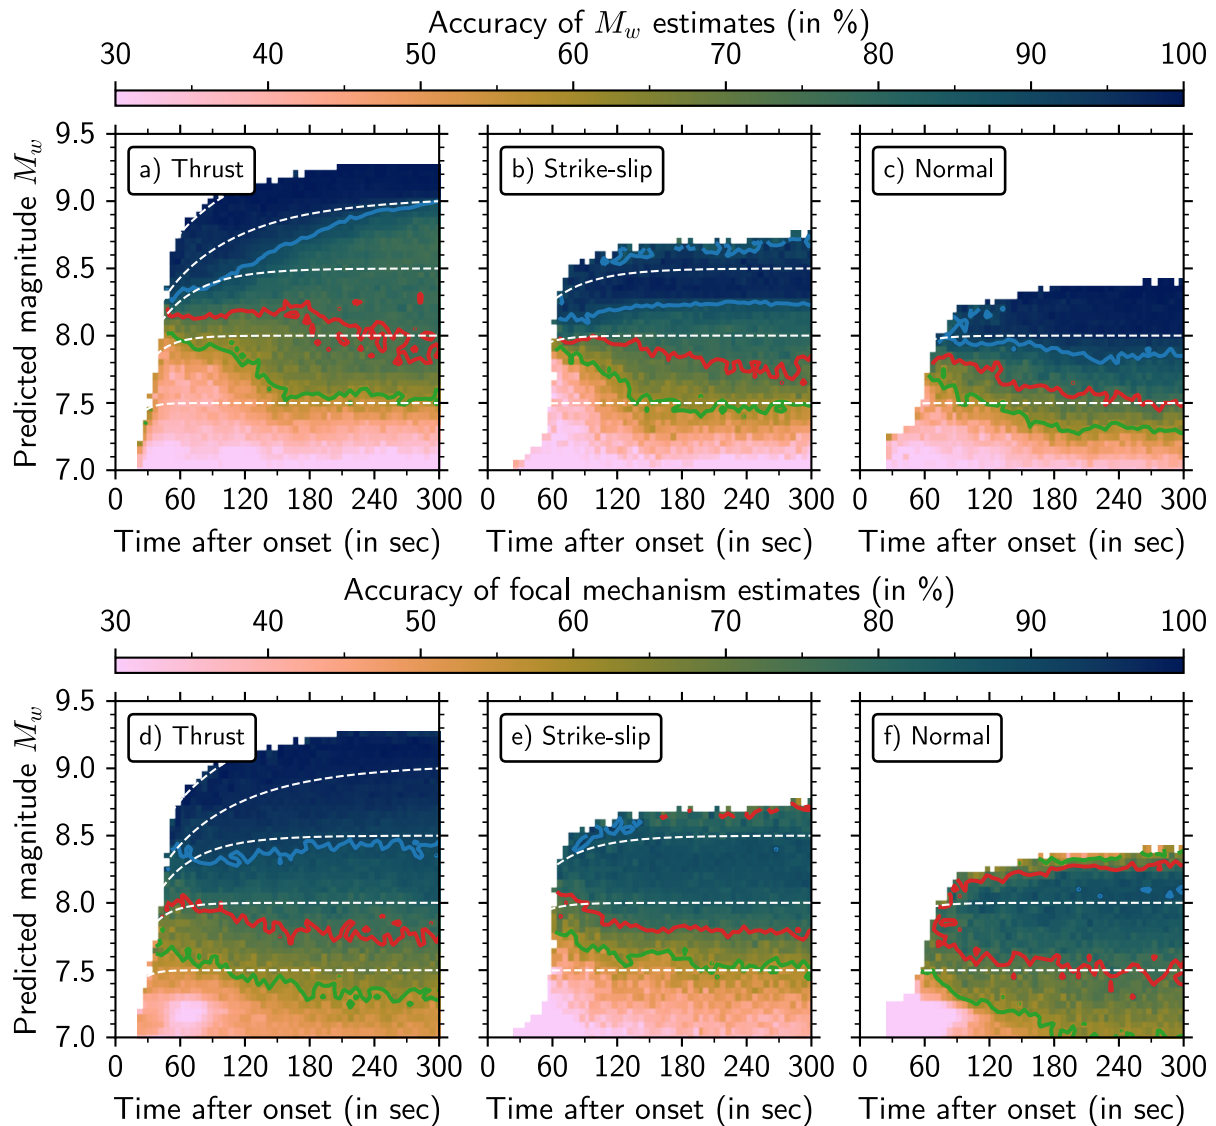 Accuracy of M_w estimates (in %)
30 40 50 60 70 80 90 100
Predicted magnitude M_w
9.5
9.0
8.5
8.0
7.5
7.0
a) Thrust
b) Strike-slip
c) Normal
0 60 120 180 240 300
0 60 120 180 240 300
0 60 120 180 240 300
Time after onset (in sec)
Time after onset (in sec)
Time after onset (in sec)
Accuracy of focal mechanism estimates (in %)
30 40 50 60 70 80 90 100
Predicted magnitude M_w
9.5
9.0
8.5
8.0
7.5
7.0
d) Thrust
e) Strike-slip
f) Normal
0 60 120 180 240 300
0 60 120 180 240 300
0 60 120 180 240 300
Time after onset (in sec)
Time after onset (in sec)
Time after onset (in sec)